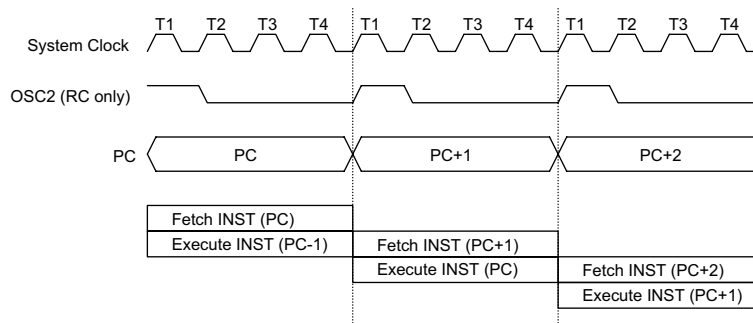 T1 T2 T3 T4 T1 T2 T3 T4 T1 T2 T3 T4
System Clock
OSC2 (RC only)
PC PC PC+1 PC+2
Fetch INST (PC)
Execute INST (PC-1) Fetch INST (PC+1)
Execute INST (PC) Fetch INST (PC+2)
Execute INST (PC+1)